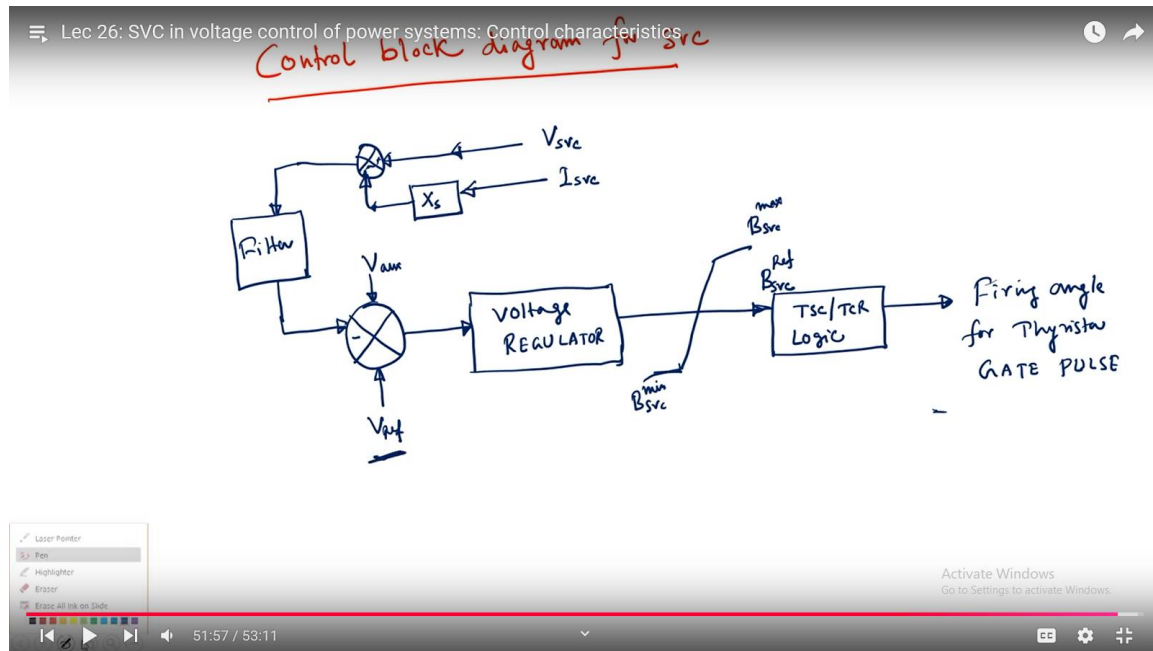 Lec 26: SVC in voltage control of power systems: Control characteristics
Control block diagram for SVC
Vsvc
Isvc
Xs
Filter
Vaux
Voltage
REGULATOR
Vref
max
Bsvc
min
Bsvc
Ref
Bsvc
TSC/TCR
Logic
Firing angle
for Thyristor
GATE PULSE
Laser Pointer
Pen
Highlighter
Eraser
Erase All Ink on Slide
Activate Windows
Go to Settings to activate Windows.
51:57 / 53:11
CC